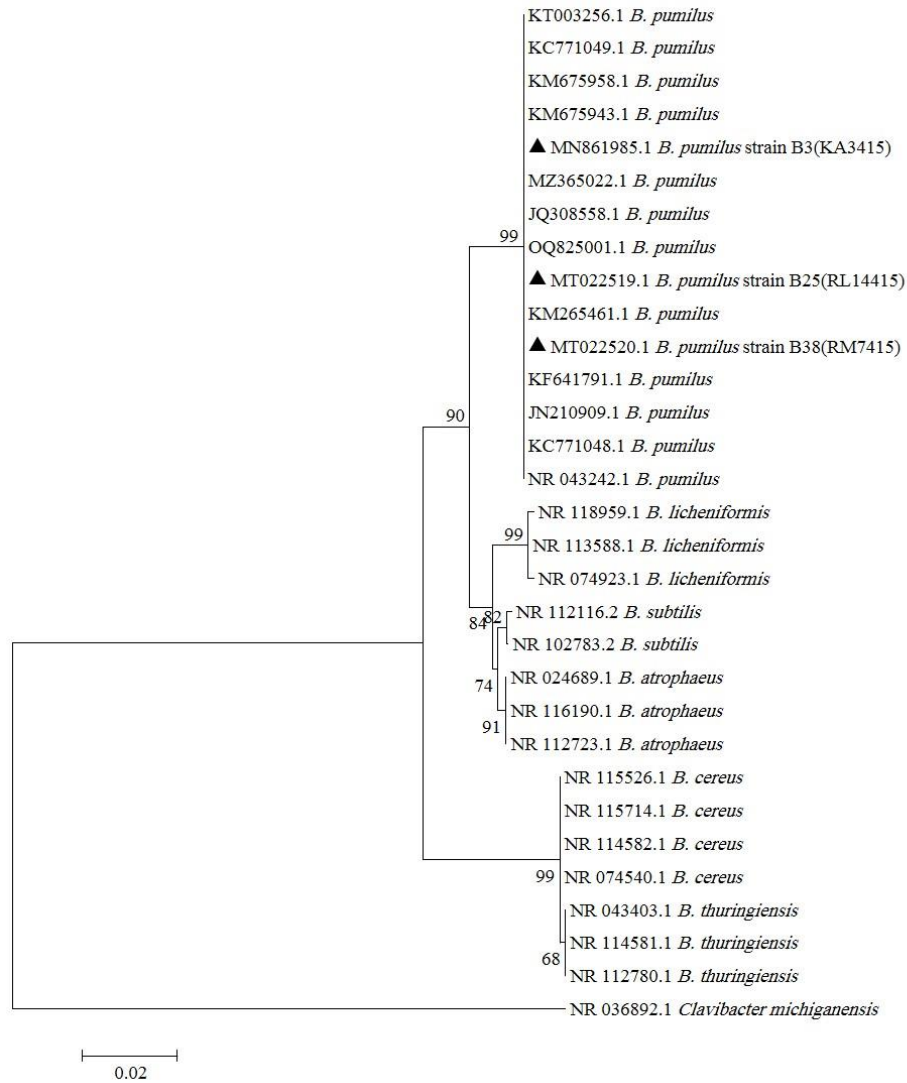 KT003256.1 B. pumilus
KC771049.1 B. pumilus
KM675958.1 B. pumilus
KM675943.1 B. pumilus
▲ MN861985.1 B. pumilus strain B3(KA3415)
MZ365022.1 B. pumilus
JQ308558.1 B. pumilus
99
OQ825001.1 B. pumilus
▲ MT022519.1 B. pumilus strain B25(RL14415)
KM265461.1 B. pumilus
▲ MT022520.1 B. pumilus strain B38(RM7415)
KF641791.1 B. pumilus
90
JN210909.1 B. pumilus
KC771048.1 B. pumilus
NR 043242.1 B. pumilus
NR 118959.1 B. licheniformis
99
NR 113588.1 B. licheniformis
NR 074923.1 B. licheniformis
NR 112116.2 B. subtilis
84
82
NR 102783.2 B. subtilis
NR 024689.1 B. atrophaeus
74
NR 116190.1 B. atrophaeus
91
NR 112723.1 B. atrophaeus
NR 115526.1 B. cereus
NR 115714.1 B. cereus
NR 114582.1 B. cereus
99
NR 074540.1 B. cereus
NR 043403.1 B. thuringiensis
NR 114581.1 B. thuringiensis
68
NR 112780.1 B. thuringiensis
NR 036892.1 Clavibacter michiganensis
0.02